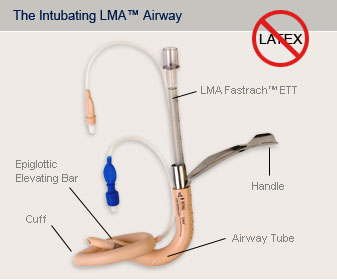 The Intubating LMA™ Airway
LATEX
LMA Fastrach™ ETT
Epiglottic
Elevating Bar
Handle
Cuff
Airway Tube